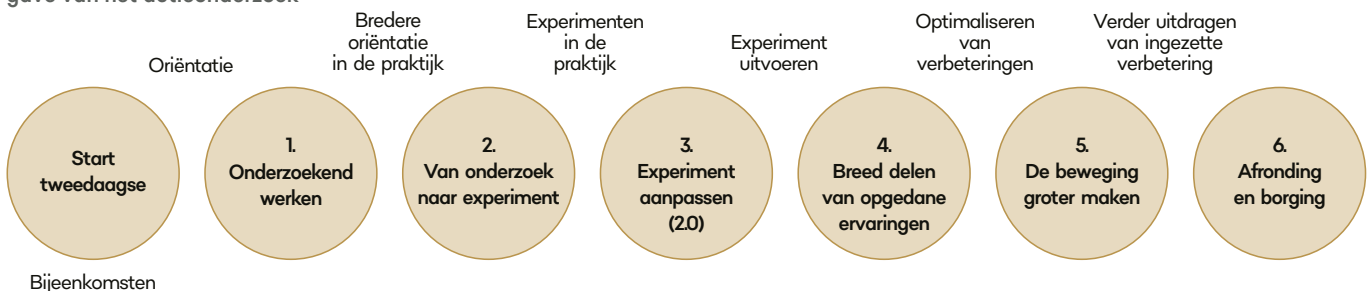 gave van het actieonderzoek
Oriëntatie
Bredere
oriëntatie
in de praktijk
Experimenten
in de
praktijk
Experiment
uitvoeren
Optimaliseren
van
verbeteringen
Verder uitdragen
van ingezette
verbetering
Start
tweedaagse
1.
Onderzoekend
werken
2.
Van onderzoek
naar experiment
3.
Experiment
aanpassen
(2.0)
4.
Breed delen
van opgedane
ervaringen
5.
De beweging
groter maken
6.
Afronding
en borging
Bijeenkomsten